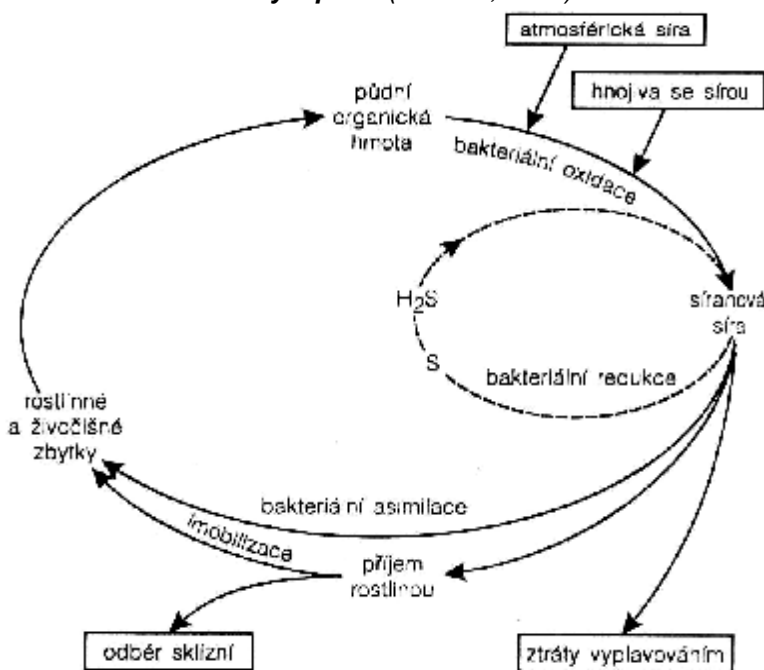 atmosférická síra
hnojiva se sírou
půdní
organická
hmota
bakteriální oxidace
H2S
S
síranová
síra
bakteriální redukce
rostlinné
a živočišné
zbytky
bakteriální asimilace
imobilizace
příjem
rostlinou
odběr sklizní
ztráty vyplavováním